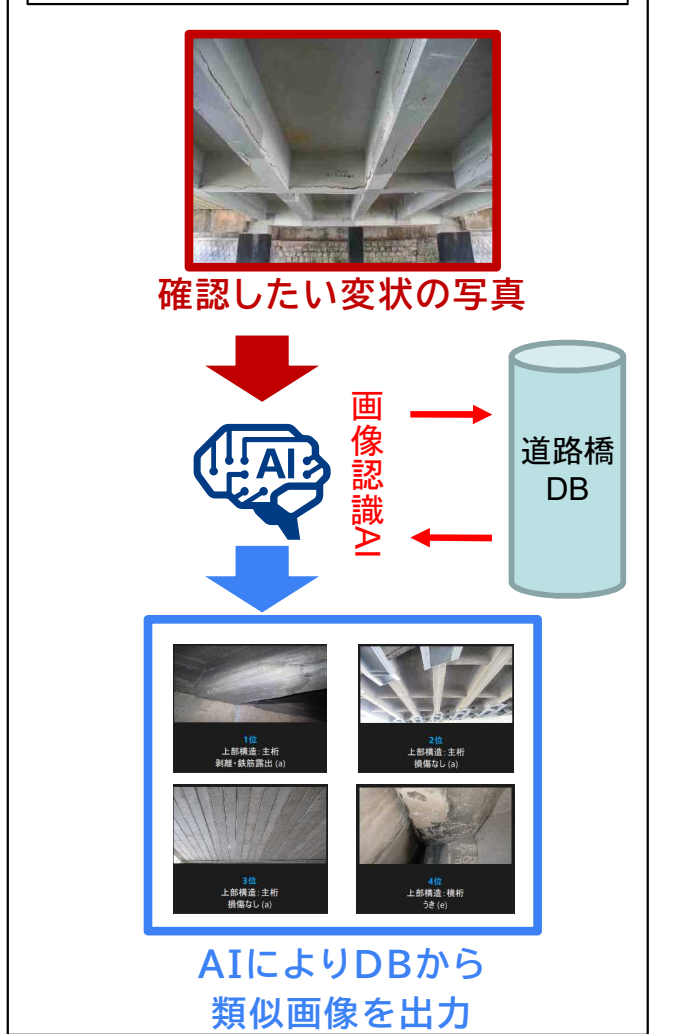 確認したい変状の写真
AI
画像認識AI
道路橋
DB
1位
上部構造:主桁
剥離・鉄筋露出 (a)
2位
上部構造:主桁
損傷なし (a)
3位
上部構造:主桁
損傷なし (a)
4位
上部構造:横桁
うき (e)
AIによりDBから
類似画像を出力